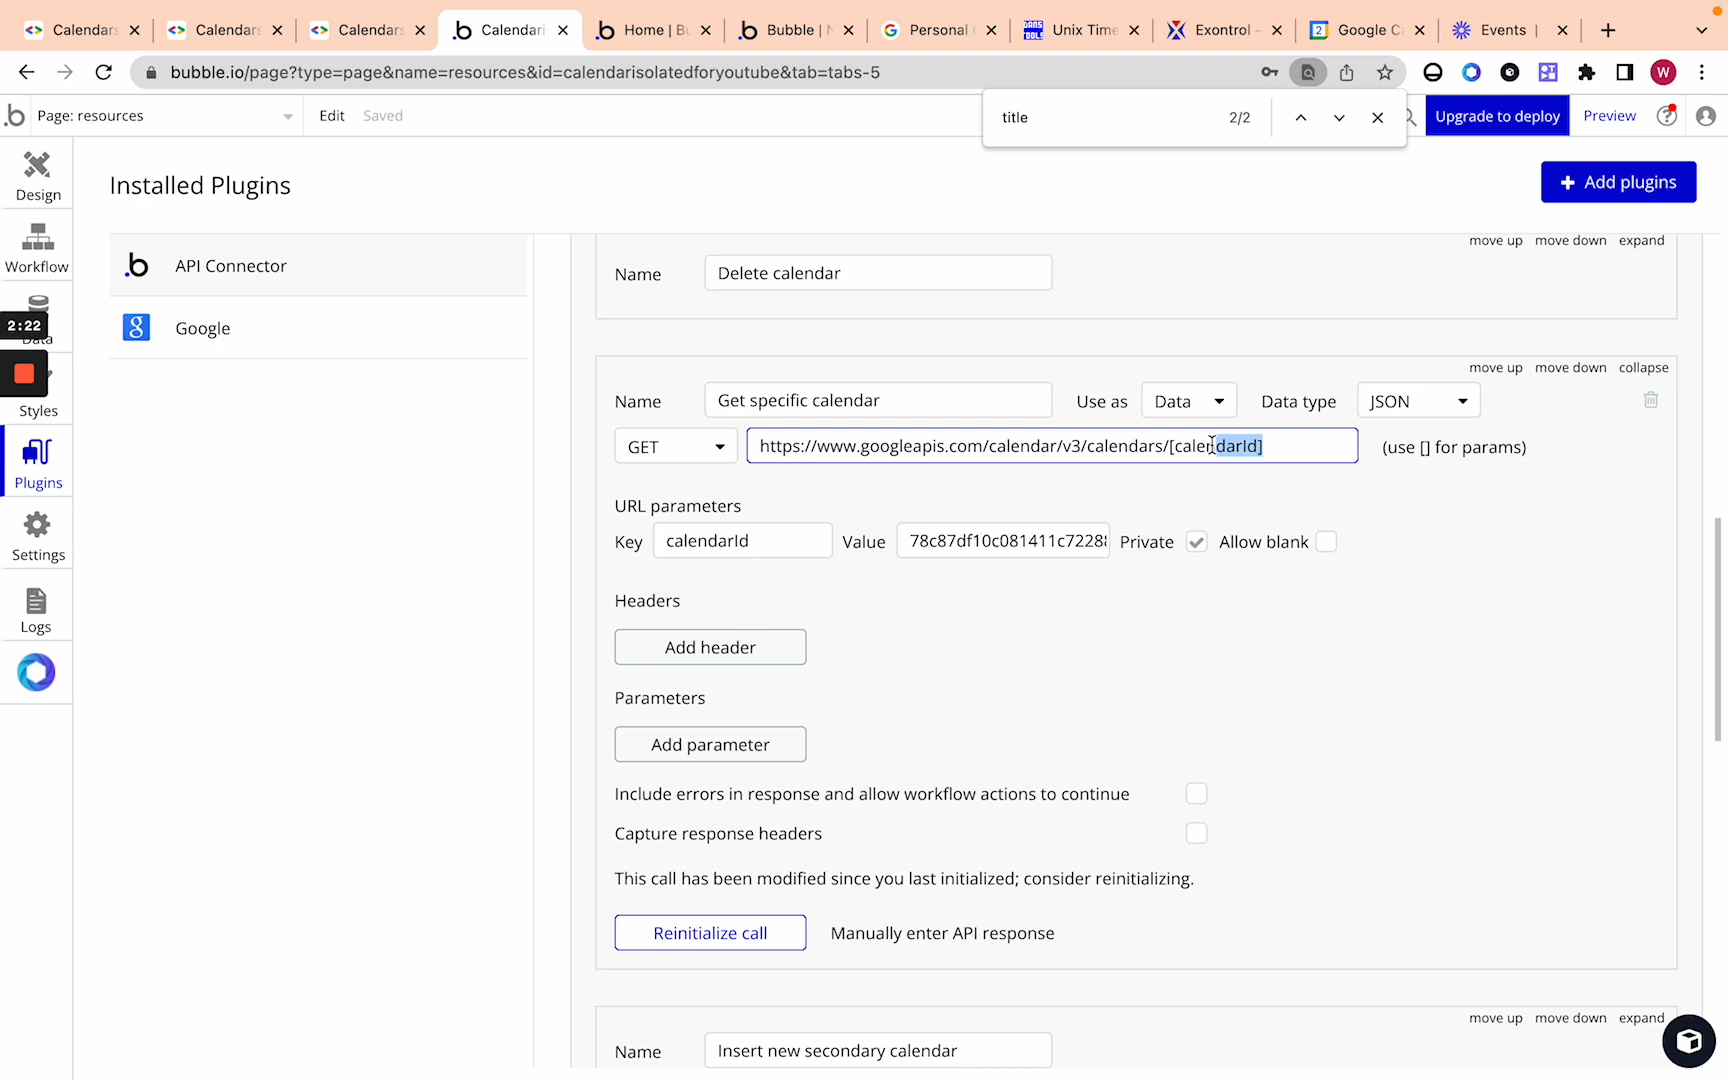 Calendars
Calendars
Calendars
Calendari
Home | Bu
Bubble | N
Personal
Unix Time
Exontrol -
Google Ca
Events |
bubble.io/page?type=page&name=resources&id=calendarisolatedforyoutube&tab=tabs-5
W
Page: resources
Edit
Saved
title
2/2
Upgrade to deploy
Preview
Design
Workflow
2:22
Data
Styles
Plugins
Settings
Logs
Installed Plugins
Add plugins
API Connector
Google
move up move down expand
Name Delete calendar
move up move down collapse
Name Get specific calendar Use as Data Data type JSON
GET https://www.googleapis.com/calendar/v3/calendars/[calendarId] (use [] for params)
URL parameters
Key calendarId Value 78c87df10c081411c7228 Private Allow blank
Headers
Add header
Parameters
Add parameter
Include errors in response and allow workflow actions to continue
Capture response headers
This call has been modified since you last initialized; consider reinitializing.
Reinitialize call Manually enter API response
move up move down expand
Name Insert new secondary calendar